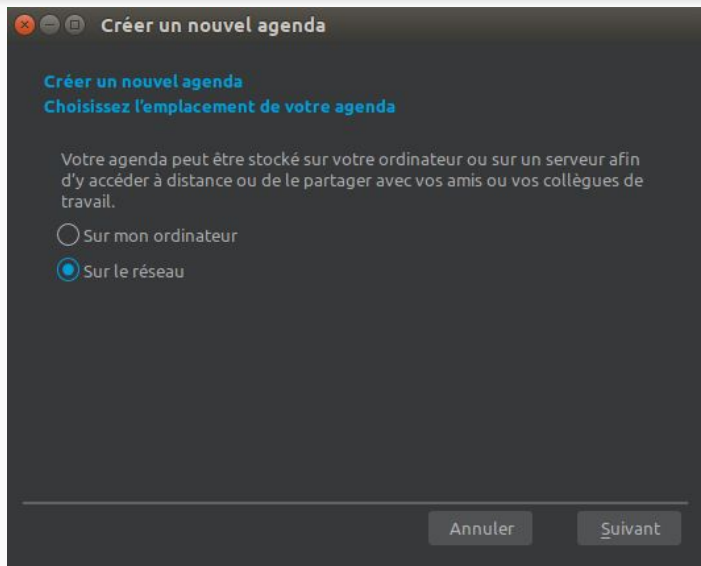 Créer un nouvel agenda
Créer un nouvel agenda
Choisissez l'emplacement de votre agenda
Votre agenda peut être stocké sur votre ordinateur ou sur un serveur afin
d'y accéder à distance ou de le partager avec vos amis ou vos collègues de
travail.
Sur mon ordinateur
Sur le réseau
Annuler
Suivant